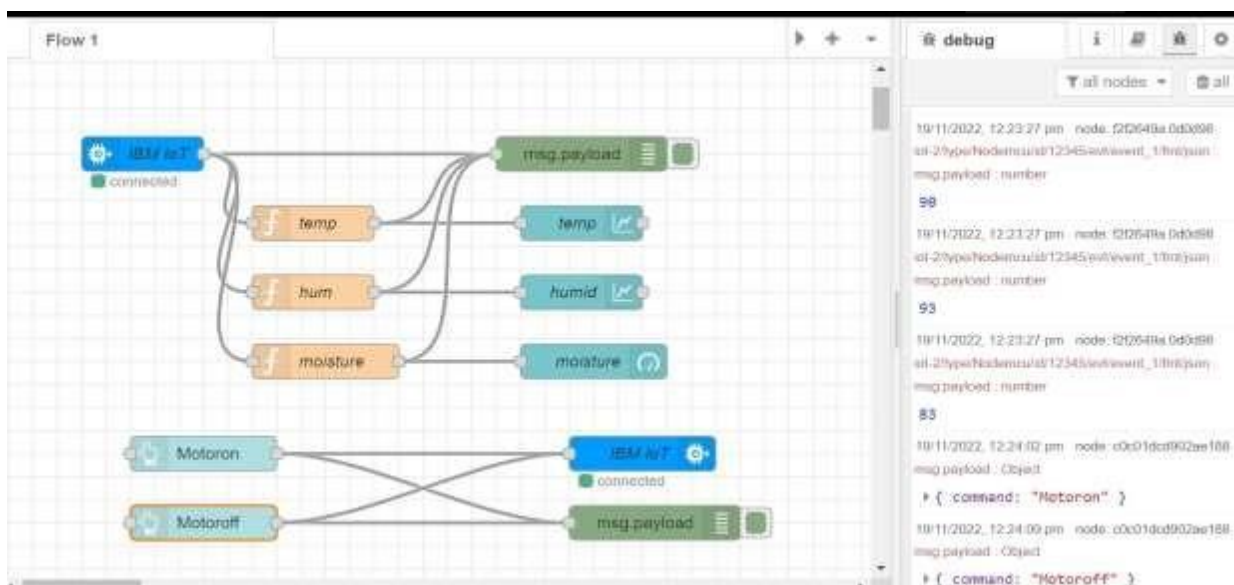 Flow 1
debug
i
all nodes
all
IBM IoT
connected
msg.payload
temp
temp
hum
humid
moisture
moisture
Motoron
IBM IoT
connected
Motoroff
msg.payload
19/11/2022, 12:23:27 pm node:
msg.payload : number
98
19/11/2022, 12:23:27 pm node:
msg.payload : number
93
19/11/2022, 12:23:27 pm node:
msg.payload : number
83
19/11/2022, 12:24:02 pm node: c0c01dcd902ae188
msg.payload : Object
{ command: "Motoron" }
19/11/2022, 12:24:09 pm node: c0c01dcd902ae188
msg.payload : Object
{ command: "Motoroff" }